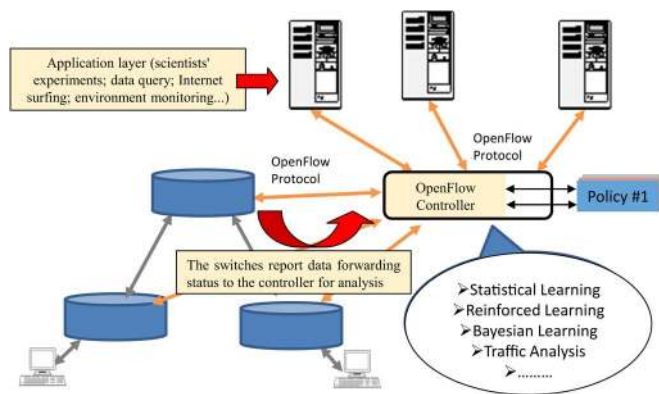 Application layer (scientists'
experiments; data query; Internet
surfing; environment monitoring...)
OpenFlow
Protocol
OpenFlow
Protocol
OpenFlow
Controller
Policy #1
The switches report data forwarding
status to the controller for analysis
➢Statistical Learning
➢Reinforced Learning
➢Bayesian Learning
➢Traffic Analysis
➢………